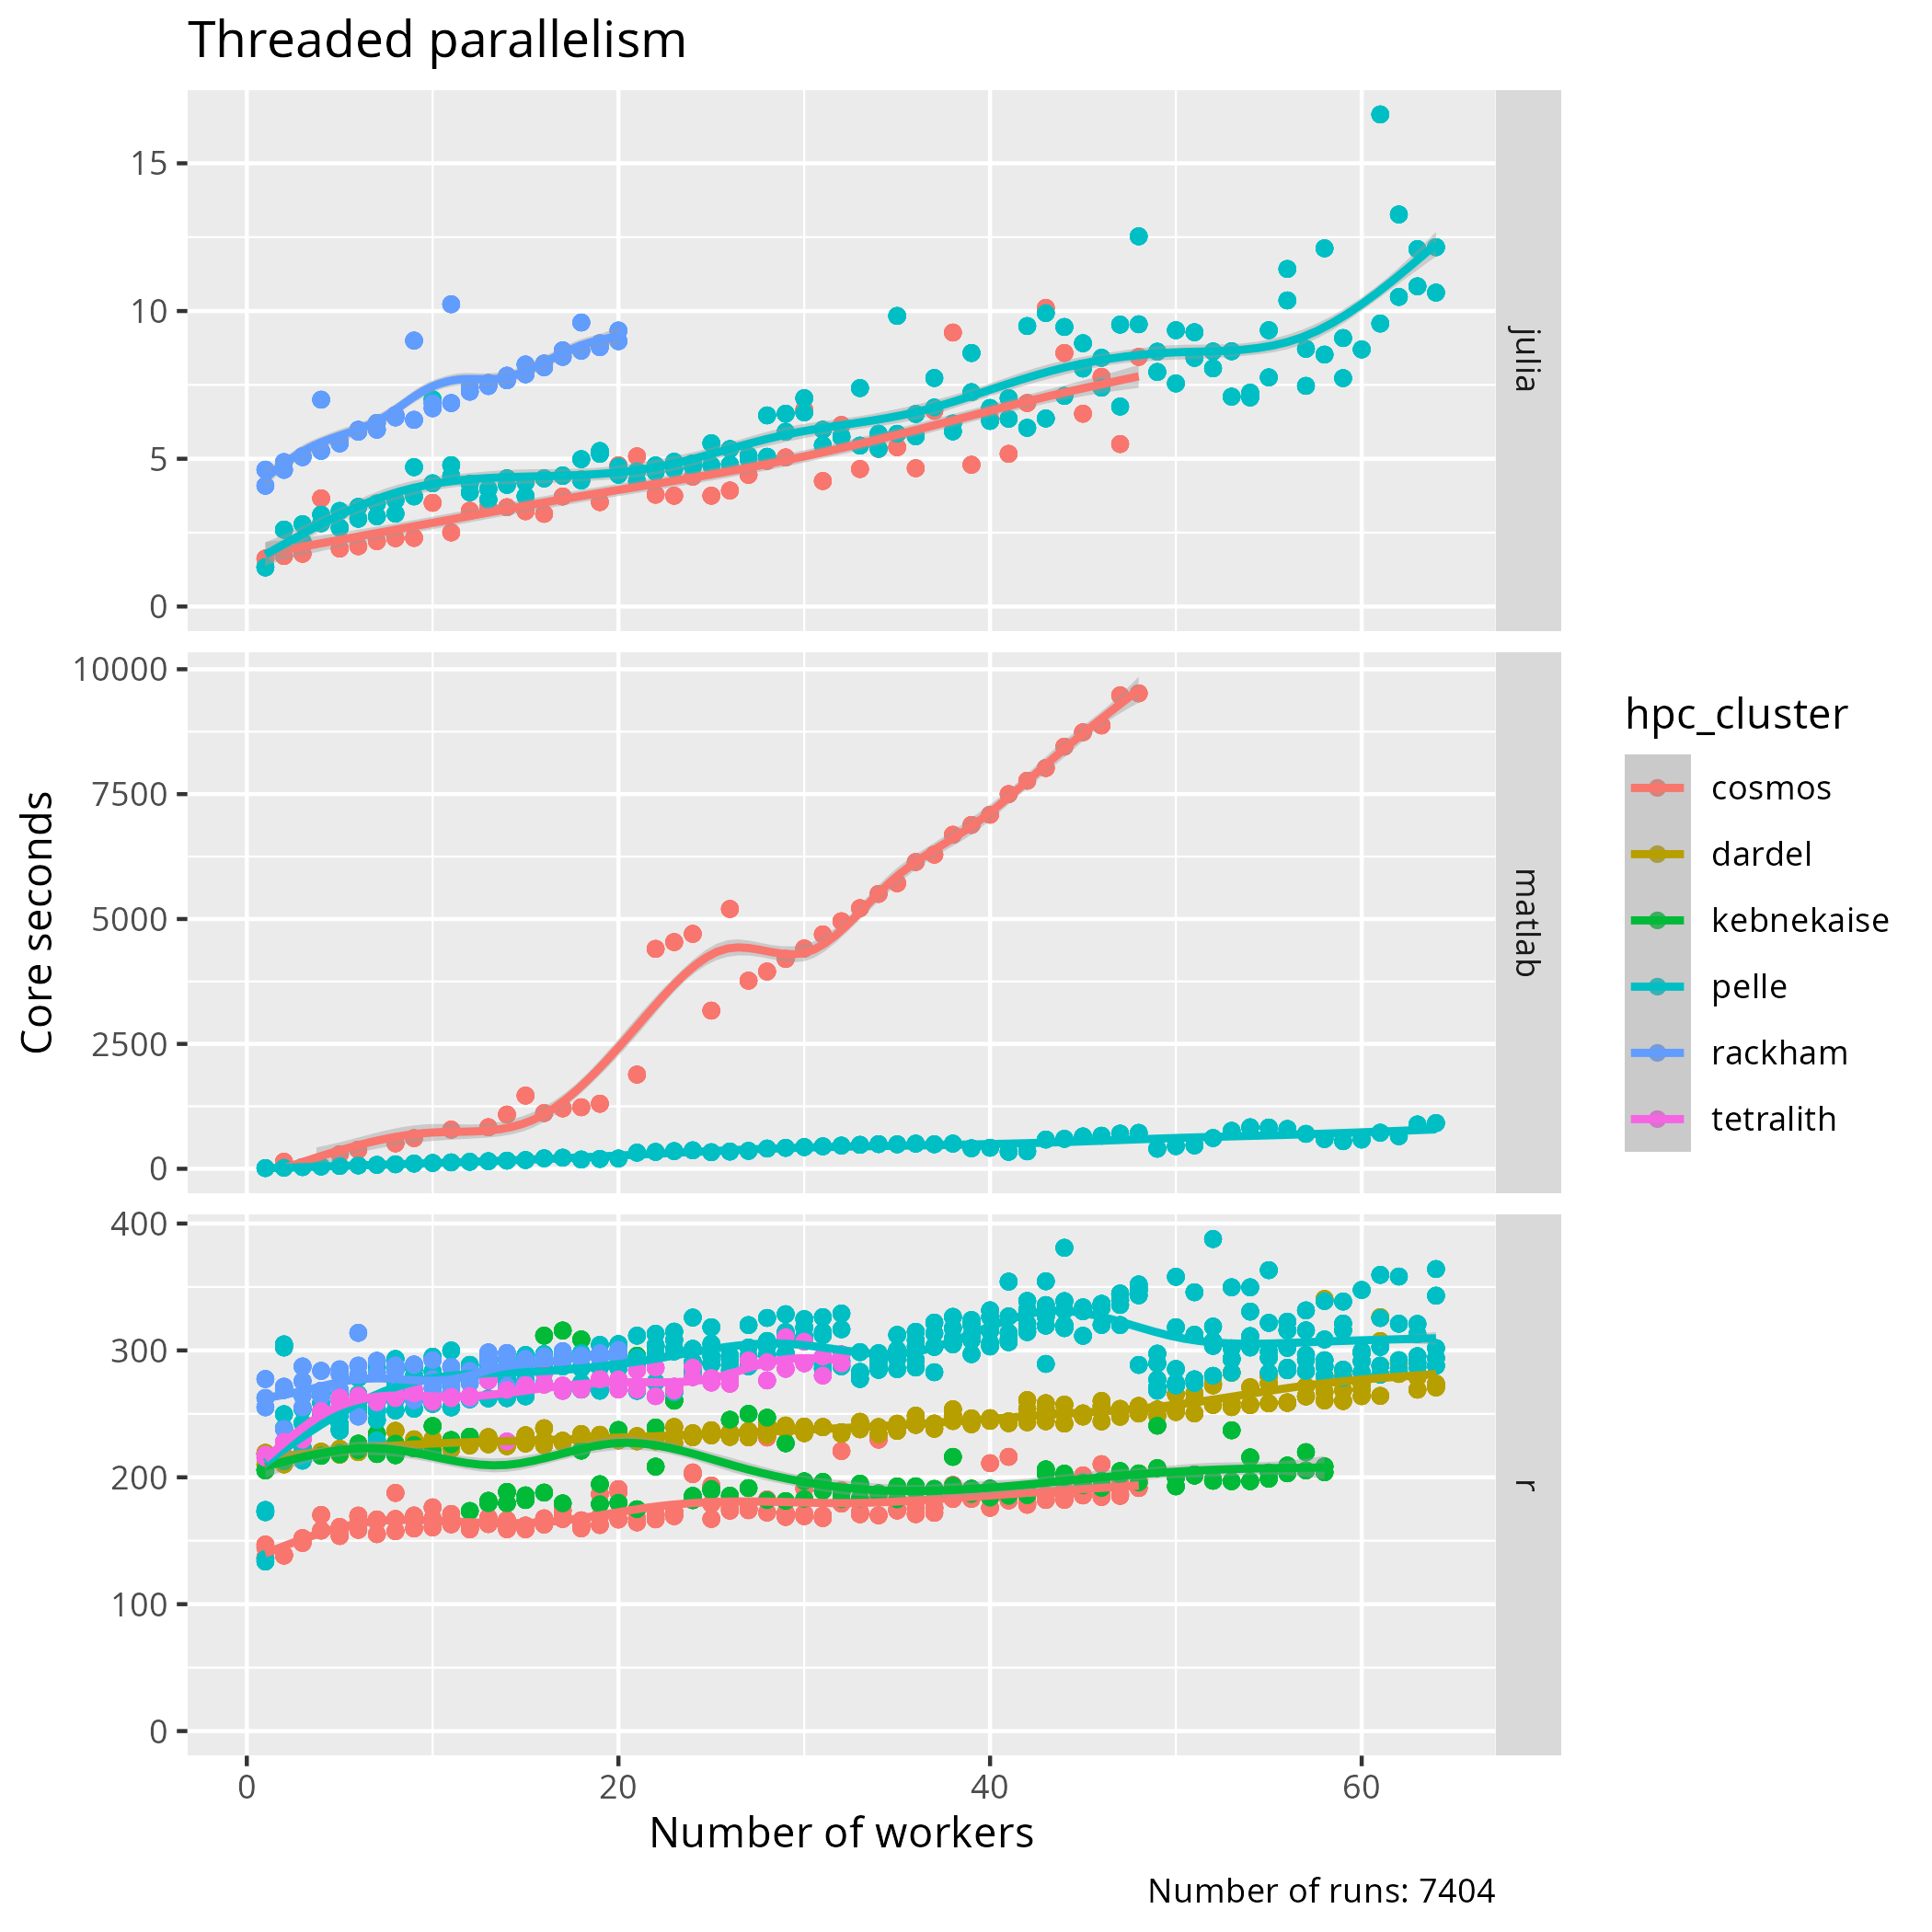 Threaded parallelism
15
10
5
0
julia
10000
7500
5000
2500
0
matlab
400
300
200
100
0
r
0 20 40 60
Core seconds
Number of workers
hpc_cluster
cosmos
dardel
kebnekaise
pelle
rackham
tetralith
Number of runs: 7404